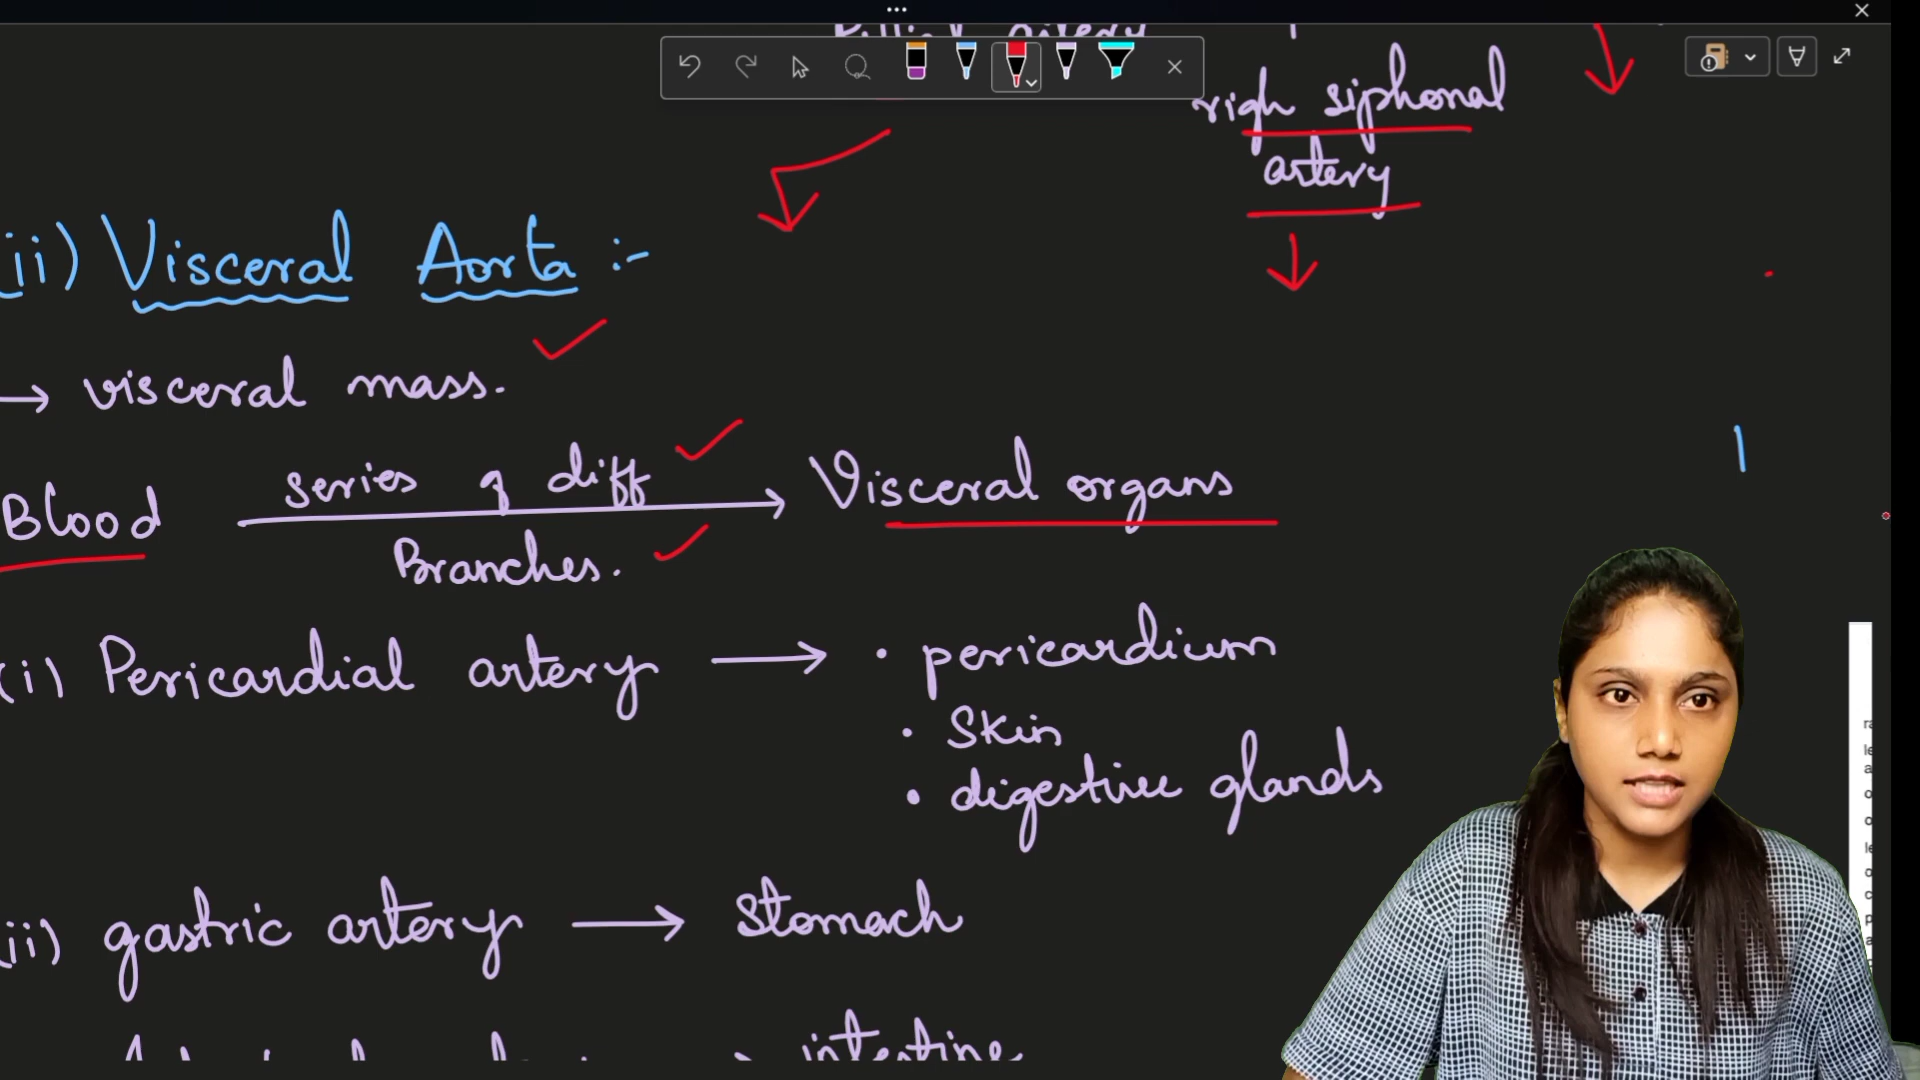 righ siphonal
artery
(ii) Visceral Aorta :-
→ visceral mass.
Blood series of diff Branches. → Visceral organs
(i) Pericardial artery → • pericardium
• Skin
• digestive glands
(ii) gastric artery → Stomach
intestine